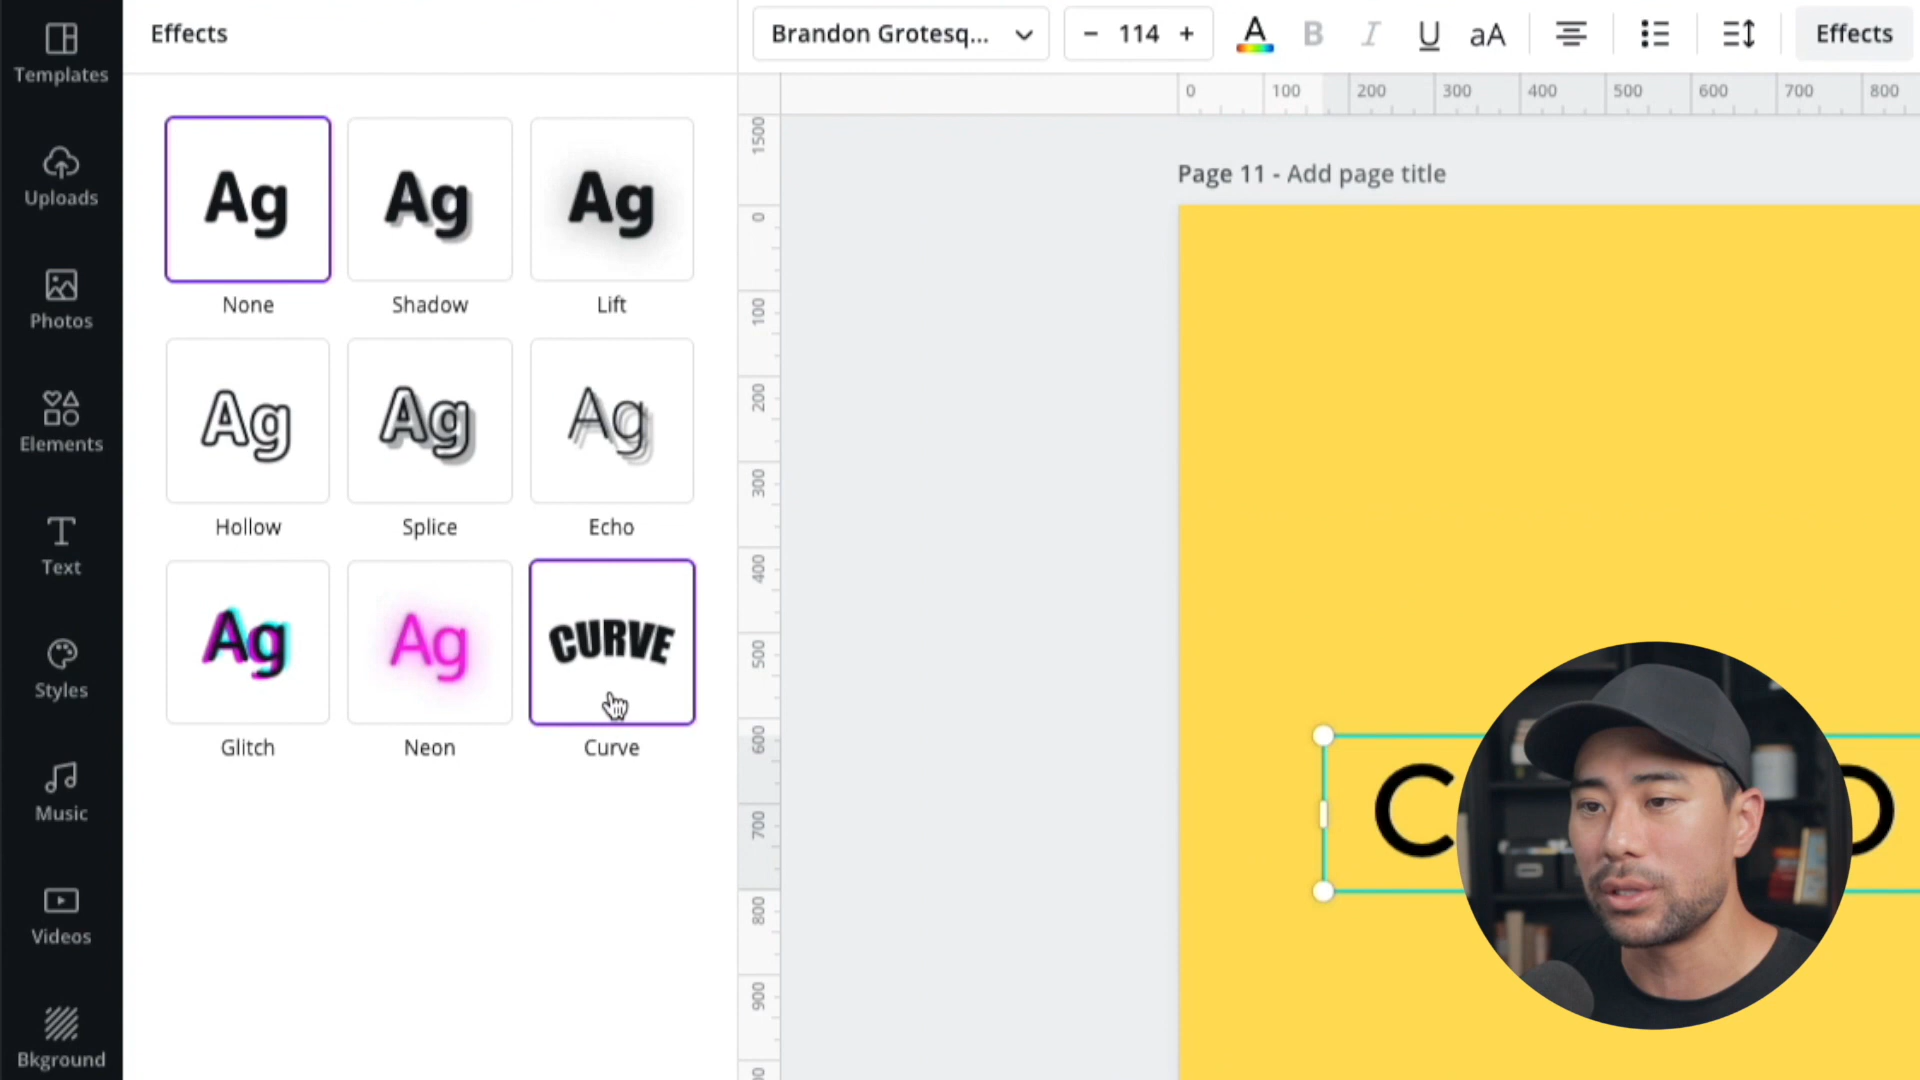 Effects
Brandon Grotesq...
− 114 +
A B I U aA
Effects
Templates
Uploads
Photos
Elements
Text
Styles
Music
Videos
Bkground
Ag
None
Ag
Shadow
Ag
Lift
Ag
Hollow
Ag
Splice
Ag
Echo
Ag
Glitch
Ag
Neon
CURVE
Curve
0 100 200 300 400 500 600 700 800
1500
0
100
200
300
400
500
600
700
800
900
Page 11 - Add page title
C